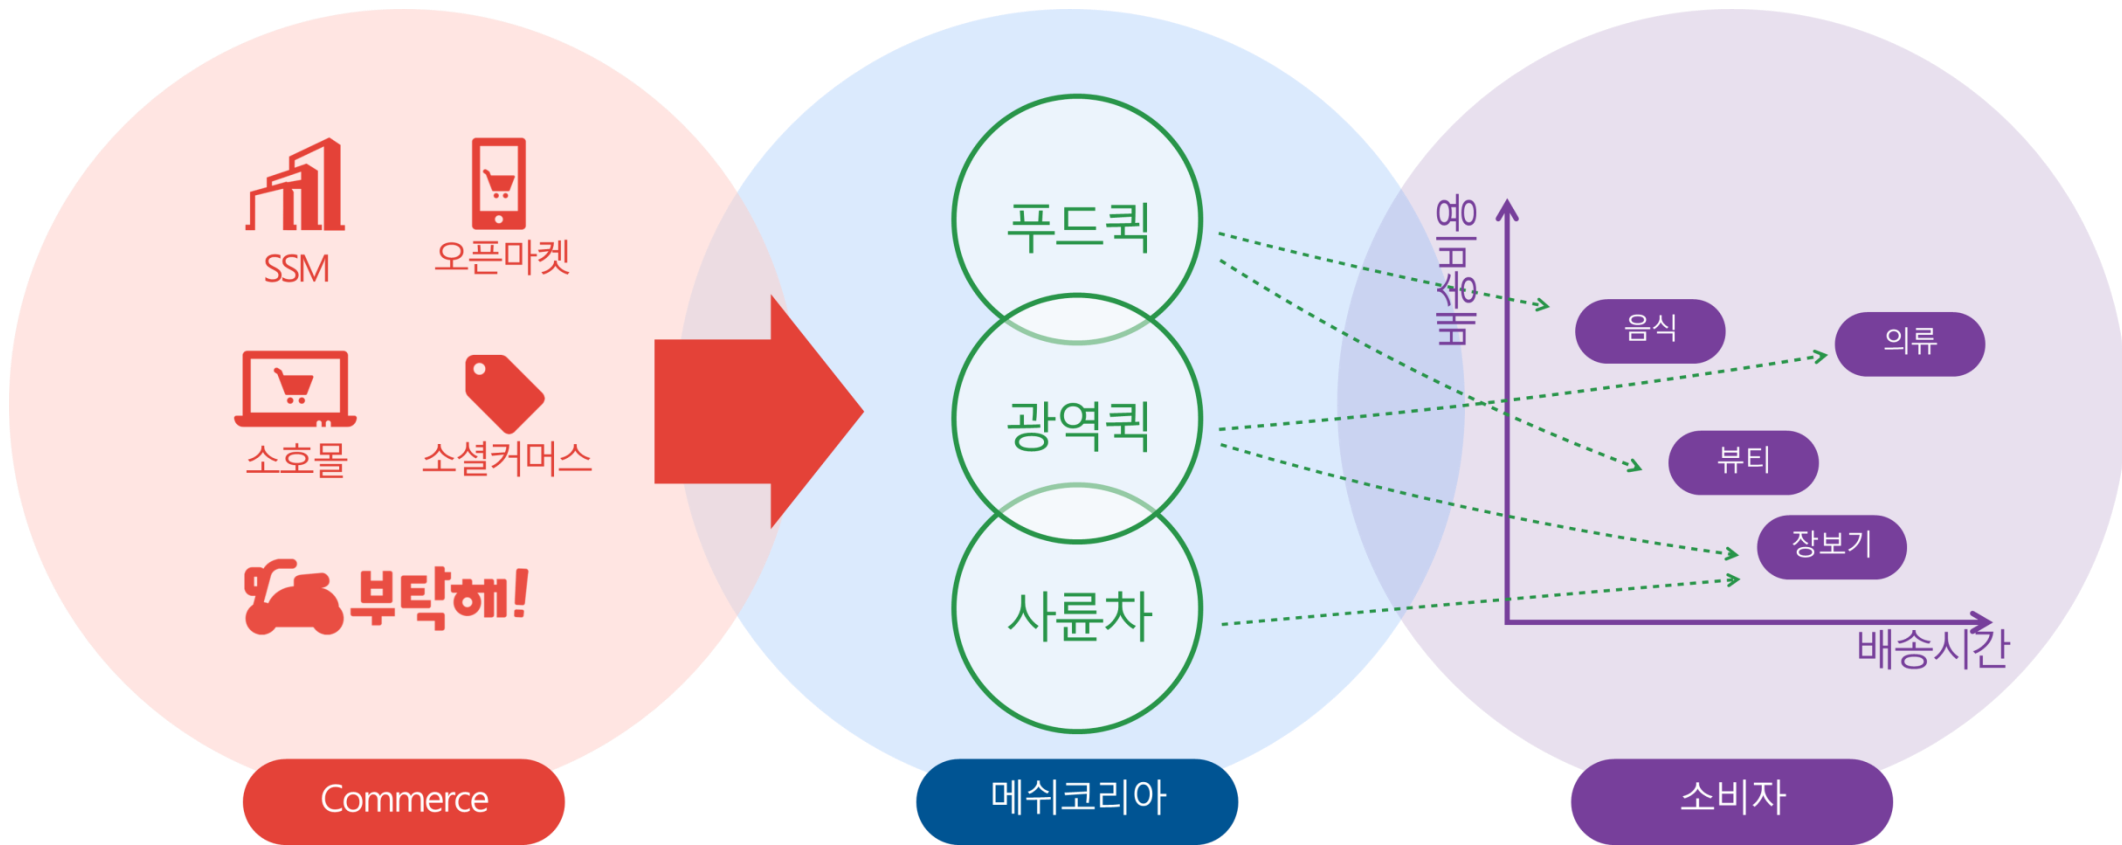 SSM
오픈마켓
소호몰
소셜커머스
부탁해!
Commerce
푸드퀵
광역퀵
사륜차
메쉬코리아
배송비용
음식
의류
뷰티
장보기
배송시간
소비자